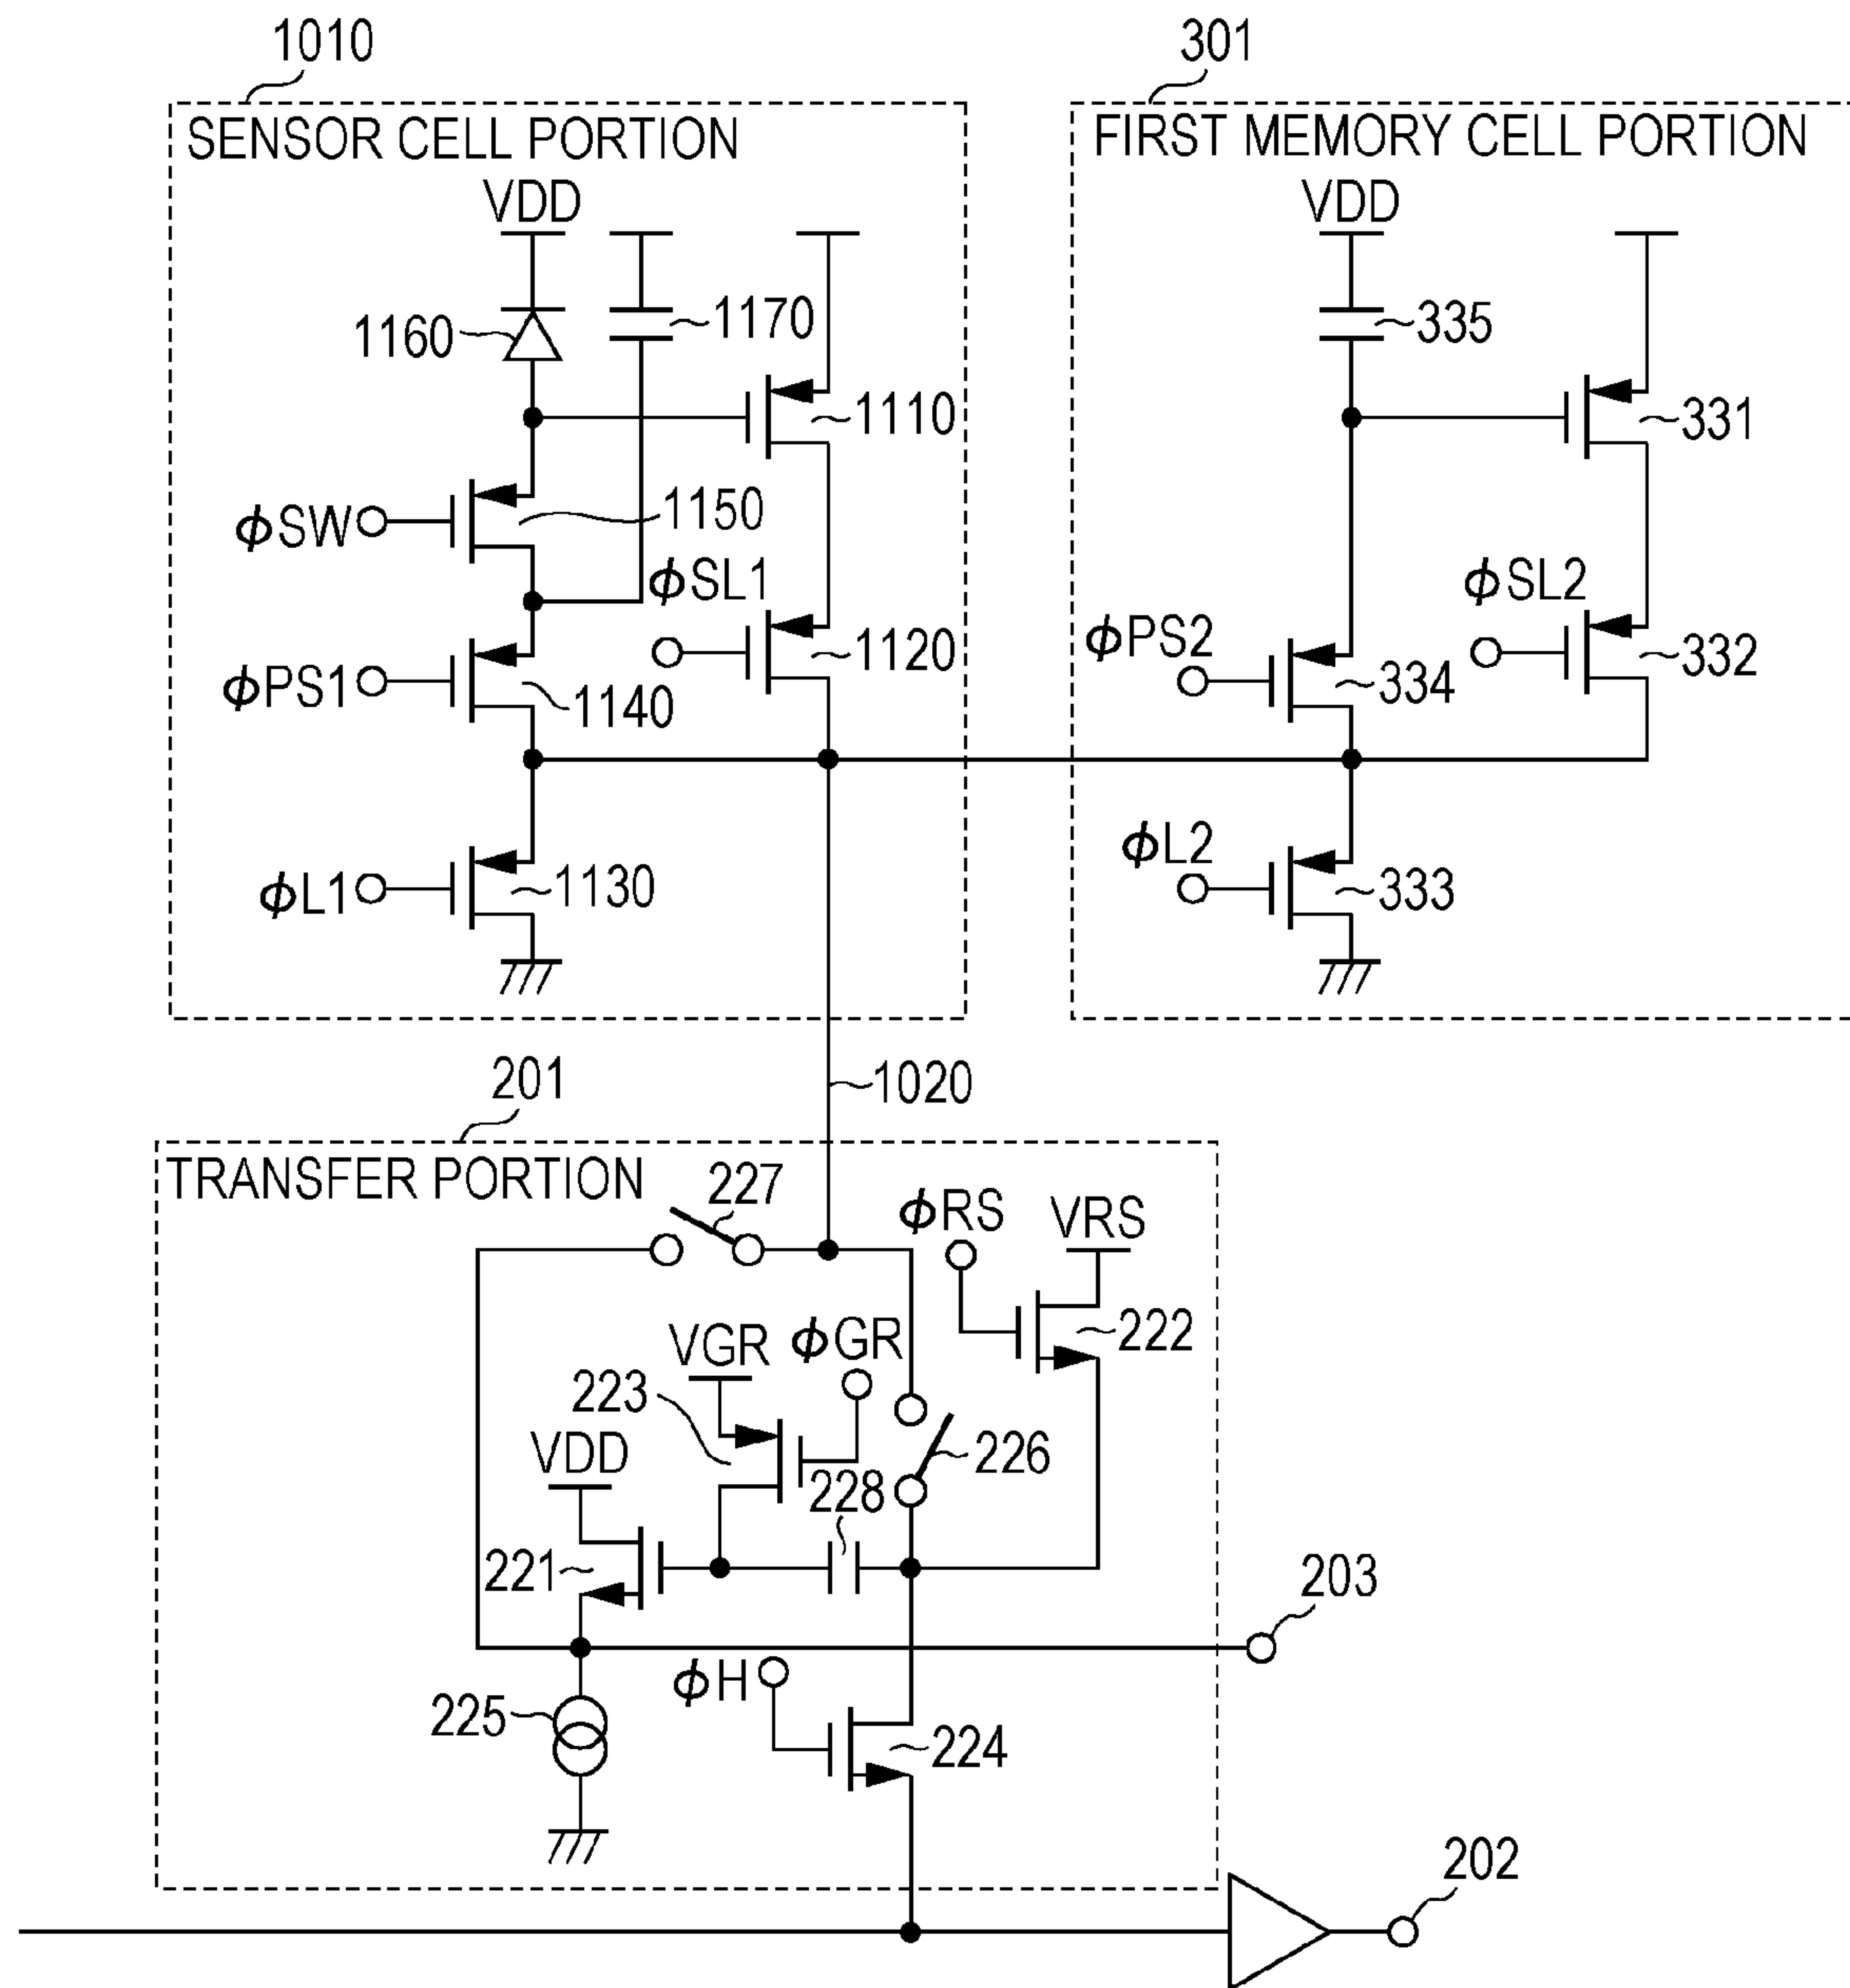 1010
301
SENSOR CELL PORTION
FIRST MEMORY CELL PORTION
VDD
VDD
1160
1170
335
1110
331
ϕSW
1150
ϕSL1
ϕSL2
ϕPS1
1140
1120
ϕPS2
334
332
ϕL1
1130
ϕL2
333
201
1020
TRANSFER PORTION
227
ϕRS
VRS
222
VGR
ϕGR
223
VDD
228
226
221
203
ϕH
225
224
202